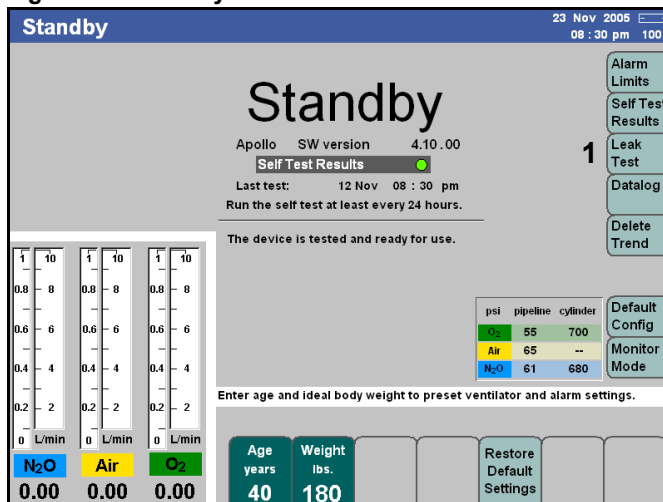 Standby
23 Nov 2005
08 : 30 pm 100
Standby
Apollo SW version 4.10.00
Self Test Results
Last test: 12 Nov 08 : 30 pm
Run the self test at least every 24 hours.
The device is tested and ready for use.
1
Alarm
Limits
Self Test
Results
Leak
Test
Datalog
Delete
Trend
Default
Config
Monitor
Mode
psi pipeline cylinder
O2 55 700
Air 65 --
N2O 61 680
Enter age and ideal body weight to preset ventilator and alarm settings.
1 10 1 10 1 10
0.8 8 0.8 8 0.8 8
0.6 6 0.6 6 0.6 6
0.4 4 0.4 4 0.4 4
0.2 2 0.2 2 0.2 2
0 L/min 0 L/min 0 L/min
N2O Air O2
0.00 0.00 0.00
Age
years
40
Weight
lbs.
180
Restore
Default
Settings